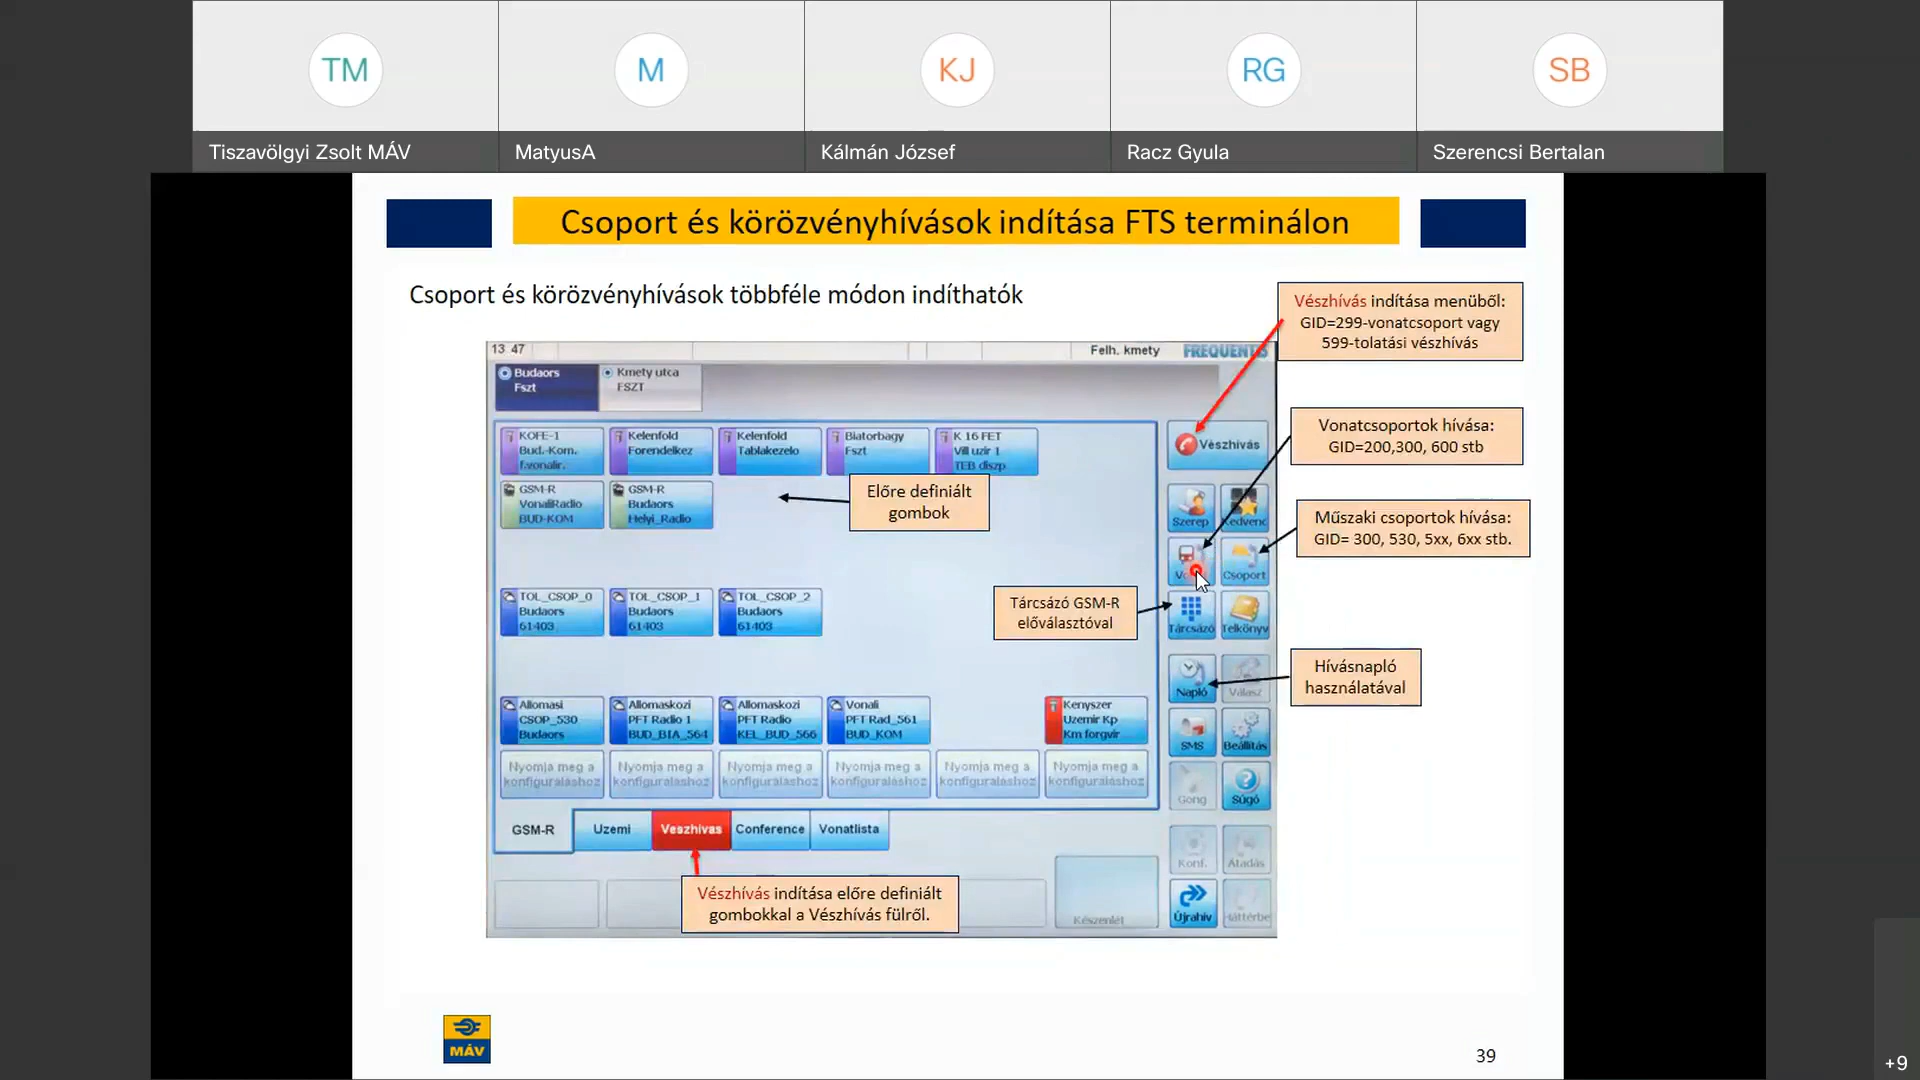 TM
M
KJ
RG
SB
Tiszavölgyi Zsolt MÁV
MatyusA
Kálmán József
Racz Gyula
Szerencsi Bertalan
Csoport és körözvényhívások indítása FTS terminálon
Csoport és körözvényhívások többféle módon indíthatók
Vészhívás indítása menüből:
GID=299-vonatcsoport vagy
599-tolatási vészhívás
13 47
Felh. kmety
FREQUENTIS
Budaors
Fszt
Kmety utca
FSZT
KOFE-1
Bud.-Kom.
f.vonalir.
Kelenfold
Forendelkez
Kelenfold
Tablakezelo
Biatorbagy
Fszt
K 16 FET
Vill uzir 1
TEB diszp
Vészhívás
Vonatcsoportok hívása:
GID=200,300, 600 stb
GSM-R
VonaliRadio
BUD-KOM
GSM-R
Budaors
Helyi_Radio
Előre definiált
gombok
Szerep
Kedvenc
Műszaki csoportok hívása:
GID= 300, 530, 5xx, 6xx stb.
Csoport
TOL_CSOP_0
Budaors
61403
TOL_CSOP_1
Budaors
61403
TOL_CSOP_2
Budaors
61403
Tárcsázó GSM-R
előválasztóval
Tárcsázó
Telkönyv
Hívásnapló
használatával
Napló
Válasz
Allomasi
CSOP_530
Budaors
Allomaskozi
PFT Radio 1
BUD_BIA_564
Allomaskozi
PFT Radio
KEL_BUD_566
Vonali
PFT Rad_561
BUD_KOM
Kenyszer
Uzemir Kp
Km forgvir
SMS
Beállítás
Nyomja meg a
konfiguraláshoz
Nyomja meg a
konfiguraláshoz
Nyomja meg a
konfiguraláshoz
Nyomja meg a
konfiguraláshoz
Nyomja meg a
konfiguraláshoz
Nyomja meg a
konfiguraláshoz
Gong
Súgó
GSM-R
Uzemi
Veszhivas
Conference
Vonatlista
Konf.
Átadás
Vészhívás indítása előre definiált
gombokkal a Vészhívás fülről.
Készenlét
Újrahív
Háttérbe
MÁV
39
+9